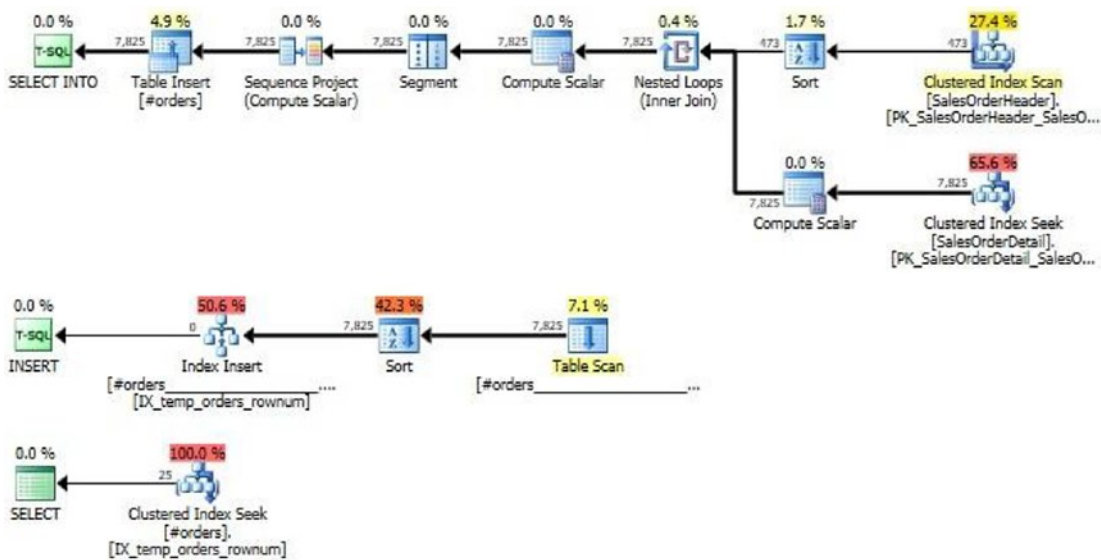 0.0 % 4.9 % 0.0 % 0.0 % 0.0 % 0.4 % 1.7 % 27.4 %
T-SQL 7,825 7,825 7,825 7,825 7,825 473 A Z 473
SELECT INTO Table Insert Sequence Project Segment Compute Scalar Nested Loops Sort Clustered Index Scan
[#orders] (Compute Scalar) (Inner Join) [SalesOrderHeader].
[PK_SalesOrderHeader_SalesO...
0.0 % 65.6 %
7,825 7,825
Compute Scalar Clustered Index Seek
[SalesOrderDetail].
[PK_SalesOrderDetail_SalesO...
0.0 % 50.6 % 42.3 % 7.1 %
T-SQL 0 7,825 A Z 7,825
INSERT Index Insert Sort Table Scan
[#orders____________________.... [#orders____________________...
[IX_temp_orders_rownum]
0.0 % 100.0 %
25
SELECT Clustered Index Seek
[#orders].
[IX_temp_orders_rownum]